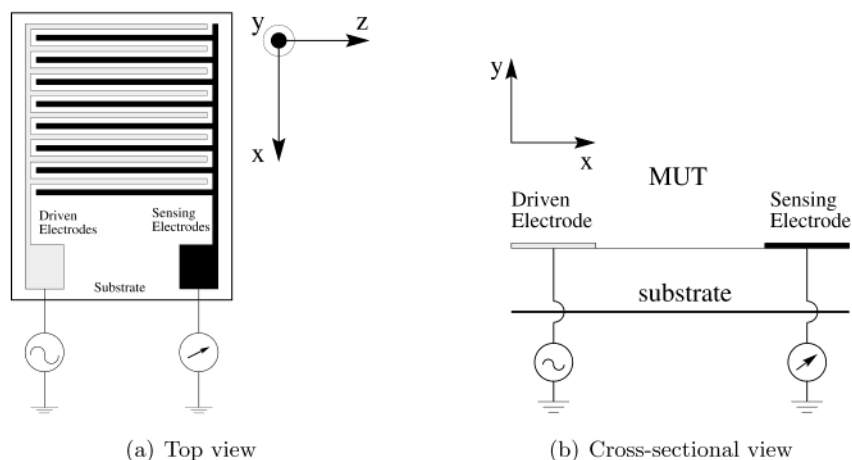 y
z
x
Driven
Electrodes
Sensing
Electrodes
Substrate
(a) Top view
y
x
MUT
Driven
Electrode
Sensing
Electrode
substrate
(b) Cross-sectional view